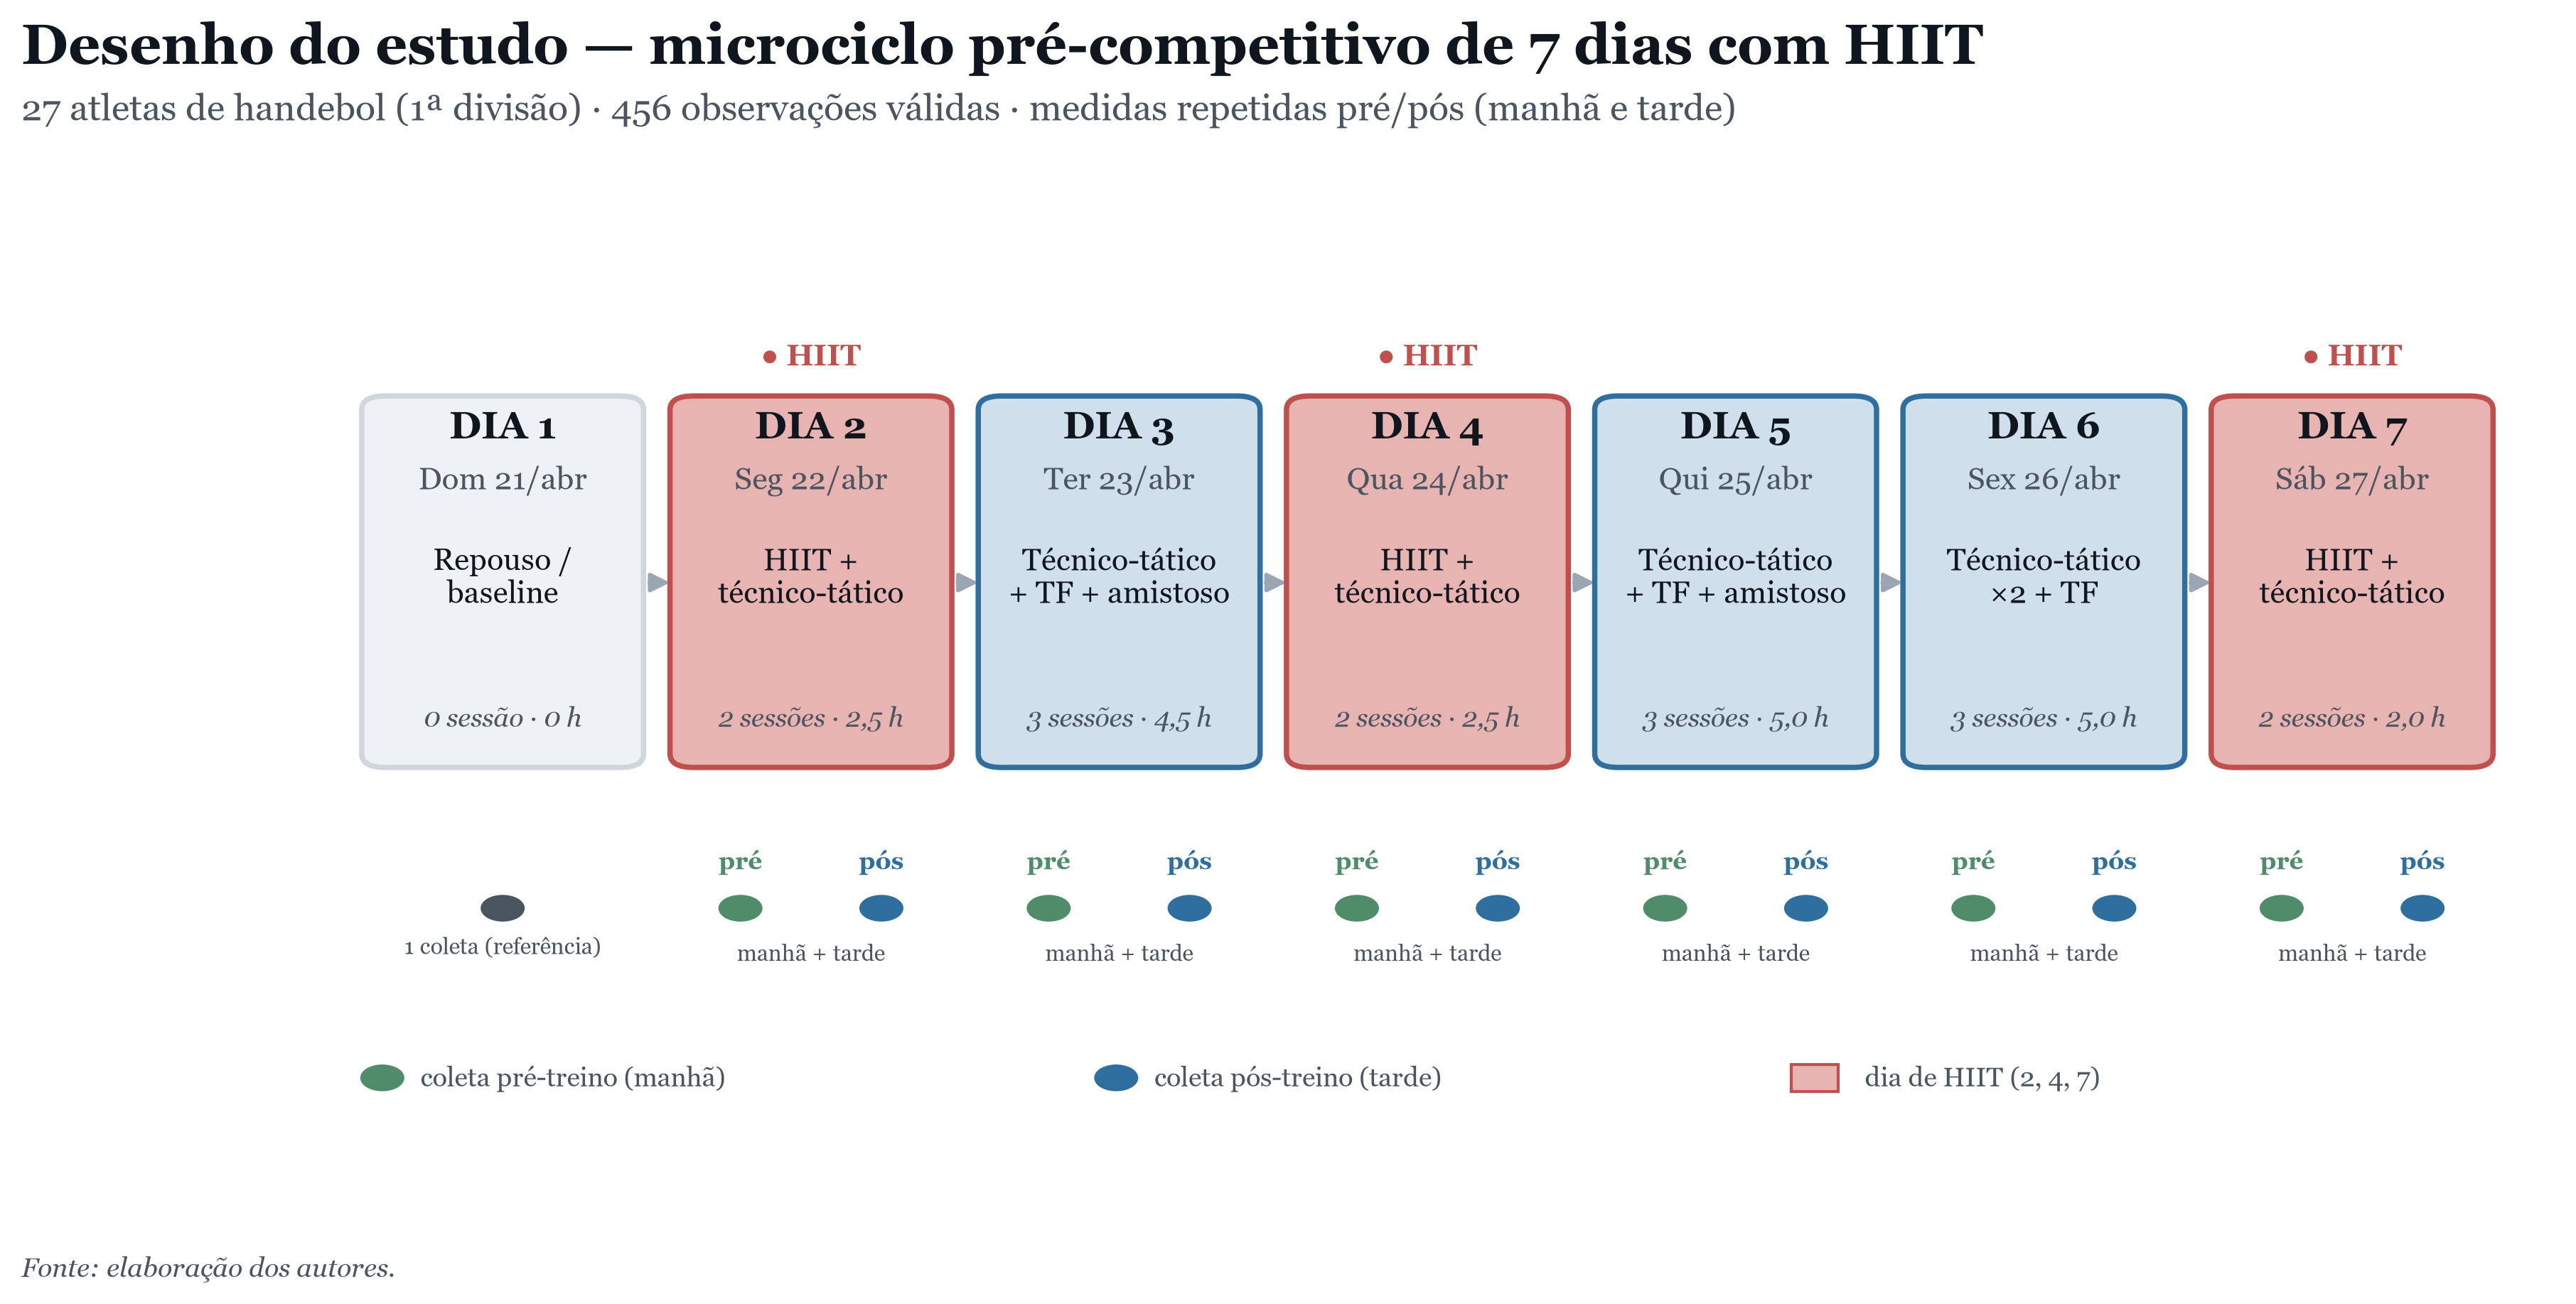 Desenho do estudo — microciclo pré-competitivo de 7 dias com HIIT
27 atletas de handebol (1ª divisão) · 456 observações válidas · medidas repetidas pré/pós (manhã e tarde)
• HIIT
• HIIT
• HIIT
DIA 1
Dom 21/abr
Repouso /
baseline
0 sessão · 0 h
DIA 2
Seg 22/abr
HIIT +
técnico-tático
2 sessões · 2,5 h
DIA 3
Ter 23/abr
Técnico-tático
+ TF + amistoso
3 sessões · 4,5 h
DIA 4
Qua 24/abr
HIIT +
técnico-tático
2 sessões · 2,5 h
DIA 5
Qui 25/abr
Técnico-tático
+ TF + amistoso
3 sessões · 5,0 h
DIA 6
Sex 26/abr
Técnico-tático
×2 + TF
3 sessões · 5,0 h
DIA 7
Sáb 27/abr
HIIT +
técnico-tático
2 sessões · 2,0 h
1 coleta (referência)
pré pós
manhã + tarde
pré pós
manhã + tarde
pré pós
manhã + tarde
pré pós
manhã + tarde
pré pós
manhã + tarde
pré pós
manhã + tarde
coleta pré-treino (manhã)
coleta pós-treino (tarde)
dia de HIIT (2, 4, 7)
Fonte: elaboração dos autores.